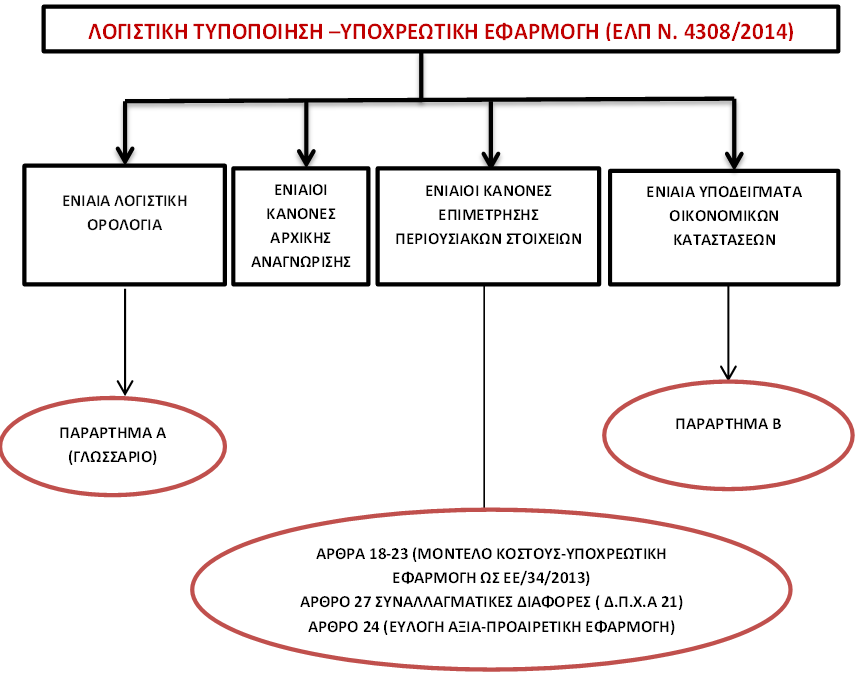 ΛΟΓΙΣΤΙΚΗ ΤΥΠΟΠΟΙΗΣΗ –ΥΠΟΧΡΕΩΤΙΚΗ ΕΦΑΡΜΟΓΗ (ΕΛΠ Ν. 4308/2014)
ΕΝΙΑΙΑ ΛΟΓΙΣΤΙΚΗ
ΟΡΟΛΟΓΙΑ
ΕΝΙΑΙΟΙ
ΚΑΝΟΝΕΣ
ΑΡΧΙΚΗΣ
ΑΝΑΓΝΩΡΙΣΗΣ
ΕΝΙΑΙΟΙ ΚΑΝΟΝΕΣ
ΕΠΙΜΕΤΡΗΣΗΣ
ΠΕΡΙΟΥΣΙΑΚΩΝ ΣΤΟΙΧΕΙΩΝ
ΕΝΙΑΙΑ ΥΠΟΔΕΙΓΜΑΤΑ
ΟΙΚΟΝΟΜΙΚΩΝ
ΚΑΤΑΣΤΑΣΕΩΝ
ΠΑΡΑΡΤΗΜΑ Α
(ΓΛΩΣΣΑΡΙΟ)
ΠΑΡΑΡΤΗΜΑ Β
ΑΡΘΡΑ 18-23 (ΜΟΝΤΕΛΟ ΚΟΣΤΟΥΣ-ΥΠΟΧΡΕΩΤΙΚΗ
ΕΦΑΡΜΟΓΗ ΩΣ ΕΕ/34/2013)
ΑΡΘΡΟ 27 ΣΥΝΑΛΛΑΓΜΑΤΙΚΕΣ ΔΙΑΦΟΡΕΣ ( Δ.Π.Χ.Α 21)
ΑΡΘΡΟ 24 (ΕΥΛΟΓΗ ΑΞΙΑ-ΠΡΟΑΙΡΕΤΙΚΗ ΕΦΑΡΜΟΓΗ)